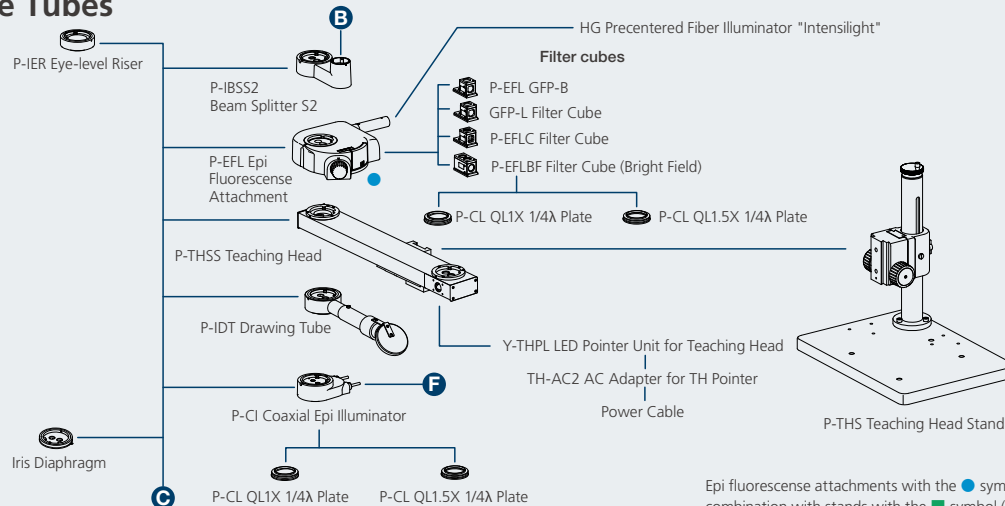 Tubes
B
HG Precentered Fiber Illuminator "Intensilight"
P-IER Eye-level Riser
Filter cubes
P-IBSS2
Beam Splitter S2
P-EFL GFP-B
GFP-L Filter Cube
P-EFLC Filter Cube
P-EFLBF Filter Cube (Bright Field)
P-EFL Epi
Fluorescense
Attachment
P-CL QL1X 1/4λ Plate
P-CL QL1.5X 1/4λ Plate
P-THSS Teaching Head
P-IDT Drawing Tube
Y-THPL LED Pointer Unit for Teaching Head
TH-AC2 AC Adapter for TH Pointer
Power Cable
F
P-CI Coaxial Epi Illuminator
P-THS Teaching Head Stand
Iris Diaphragm
C
P-CL QL1X 1/4λ Plate
P-CL QL1.5X 1/4λ Plate
Epi fluorescense attachments with the ● sym
combination with stands with the ■ symbol (